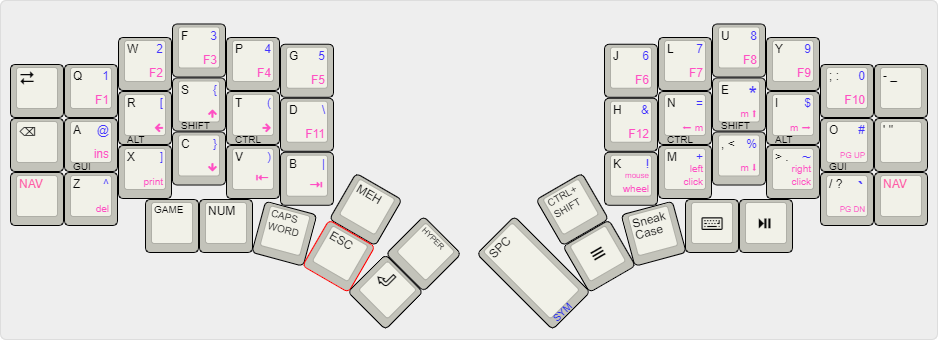 ⇄
Q 1
F1
W 2
F2
F 3
F3
P 4
F4
G 5
F5
⌫
A @
ins
GUI
R [
←
ALT
S {
↑
SHIFT
T (
→
CTRL
D \
F11
NAV
Z ^
del
X ]
print
C }
↓
V )
⇤
B |
⇥
GAME
NUM
CAPS
WORD
MEH
ESC
HYPER
J 6
F6
L 7
F7
U 8
F8
Y 9
F9
; : 0
F10
- _
H &
F12
N =
← m
CTRL
E *
m ↑
SHIFT
I $
m →
ALT
O #
PG UP
GUI
' "
K !
mouse
wheel
M +
left
click
, < %
m ↓
> . ~
right
click
/ ? `
PG DN
NAV
SPC
SYM
CTRL+
SHIFT
≡
Sneak
Case